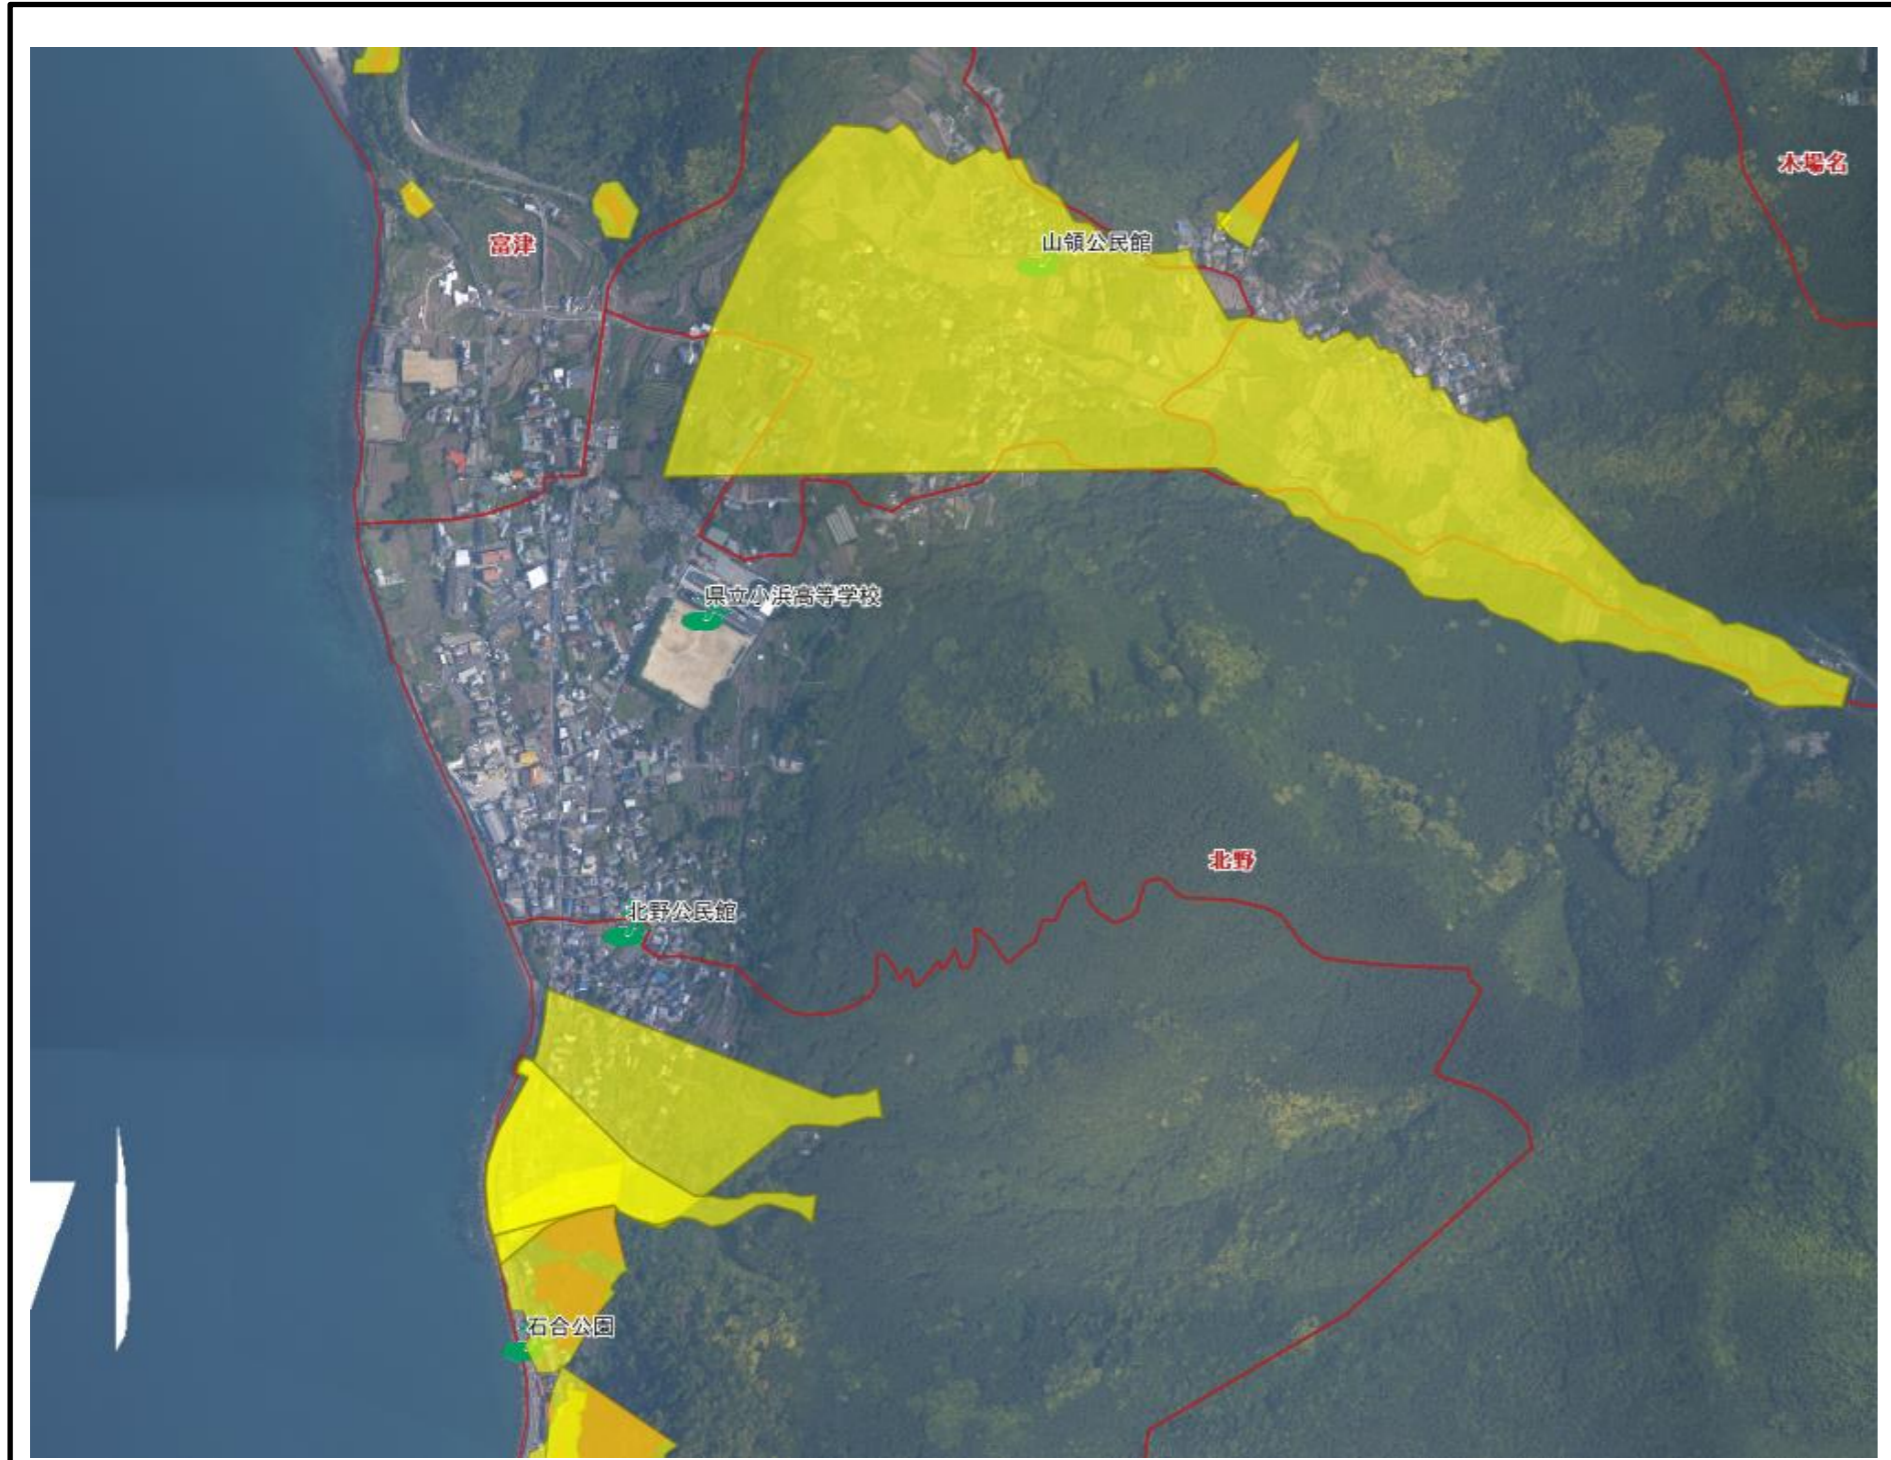 木場名
富津
山領公民館
県立小浜高等学校
北野
北野公民館
石合公園